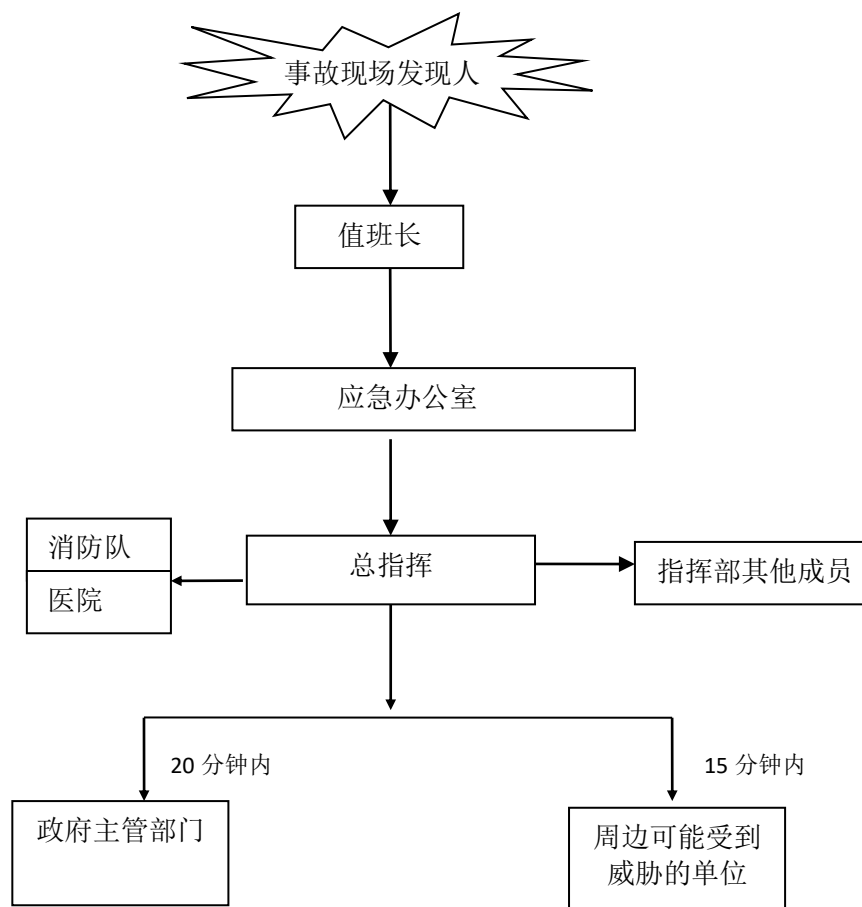 事故现场发现人
值班长
应急办公室
消防队
医院
总指挥
指挥部其他成员
20 分钟内
15 分钟内
政府主管部门
周边可能受到
威胁的单位